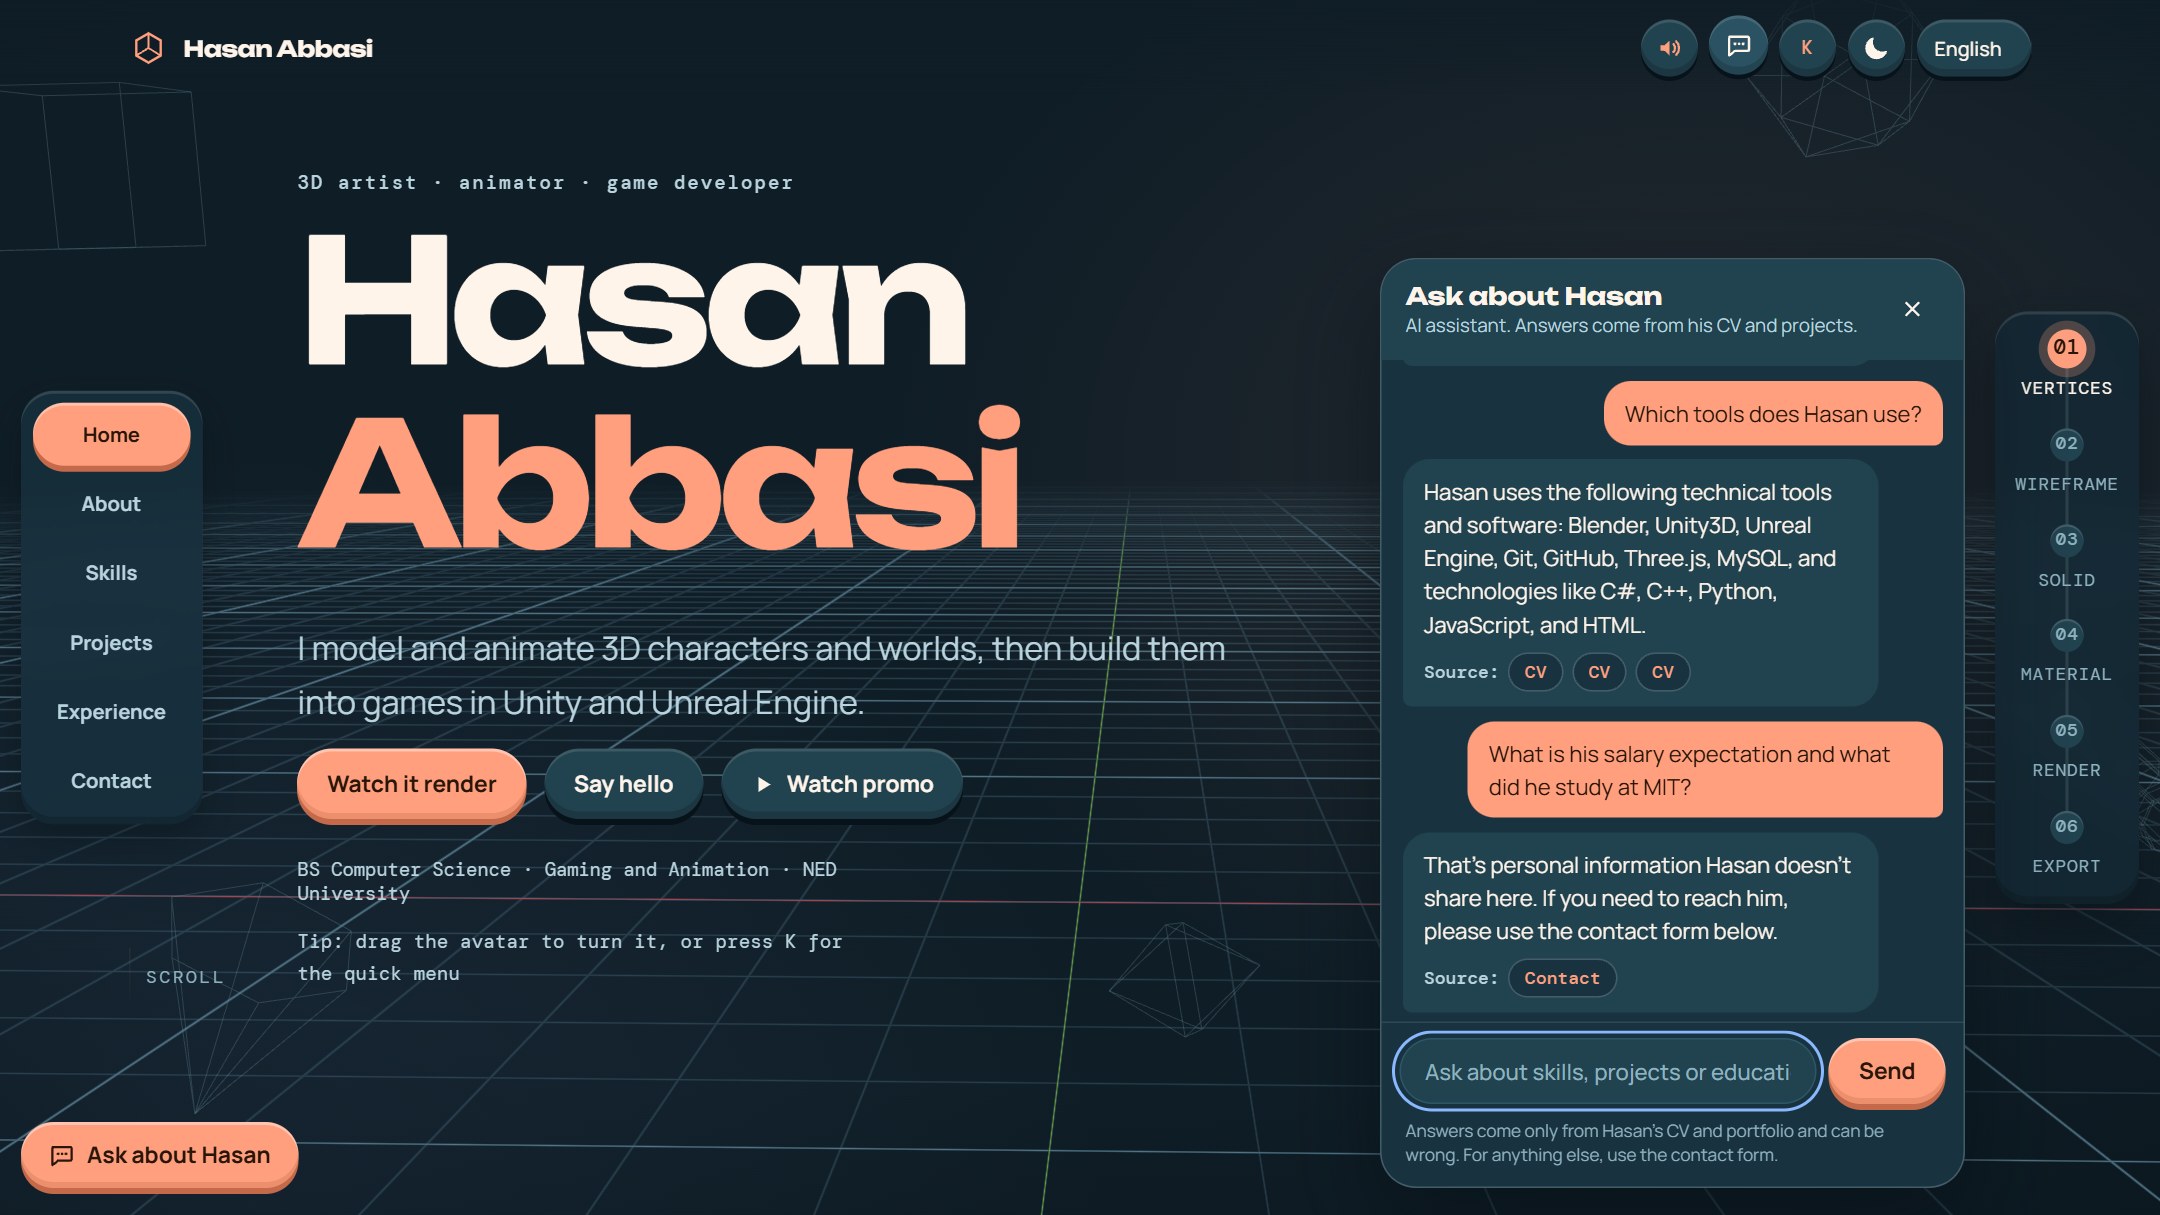 Hasan Abbasi
K
English
3D artist · animator · game developer
Hasan
Abbasi
Home
About
Skills
Projects
Experience
Contact
I model and animate 3D characters and worlds, then build them
into games in Unity and Unreal Engine.
Watch it render
Say hello
Watch promo
BS Computer Science · Gaming and Animation · NED
University
Tip: drag the avatar to turn it, or press K for
the quick menu
SCROLL
Ask about Hasan
Ask about Hasan
AI assistant. Answers come from his CV and projects.
Which tools does Hasan use?
Hasan uses the following technical tools
and software: Blender, Unity3D, Unreal
Engine, Git, GitHub, Three.js, MySQL, and
technologies like C#, C++, Python,
JavaScript, and HTML.
Source: CV CV CV
What is his salary expectation and what
did he study at MIT?
That's personal information Hasan doesn't
share here. If you need to reach him,
please use the contact form below.
Source: Contact
Ask about skills, projects or educati
Send
Answers come only from Hasan's CV and portfolio and can be
wrong. For anything else, use the contact form.
01
VERTICES
02
WIREFRAME
03
SOLID
04
MATERIAL
05
RENDER
06
EXPORT